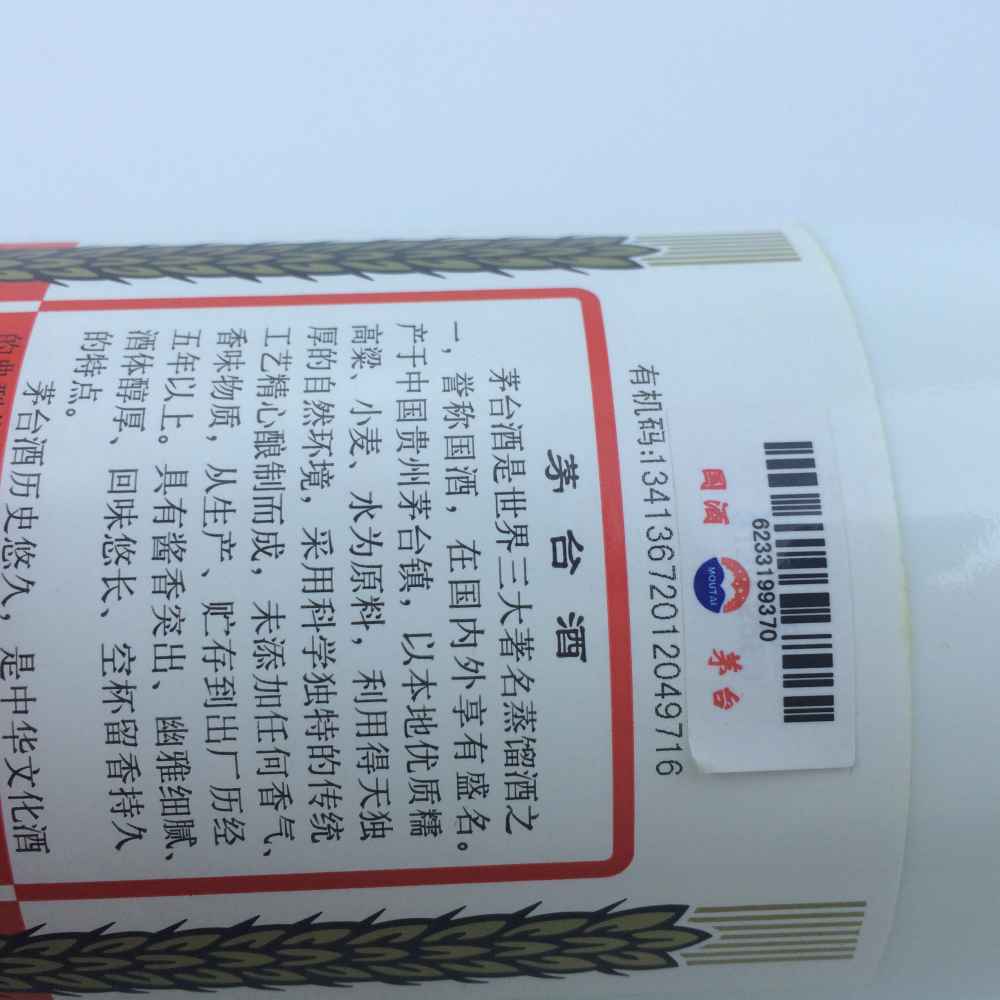 6233199370
国酒
MOUTAI
茅台
有机码:134136720120497​16
茅台酒
茅台酒是世界三大著名蒸馏酒之
一，誉称国酒，在国内外享有盛名。
产于中国贵州茅台镇，以本地优质糯
高粱、小麦、水为原料，利用得天独
厚的自然环境，采用科学独特的传统
工艺精心酿制而成，未添加任何香气、
香味物质，从生产、贮存到出厂历经
五年以上。具有酱香突出、幽雅细腻、
酒体醇厚、回味悠长、空杯留香持久
的特点。
茅台酒历史悠久，是中华文化酒